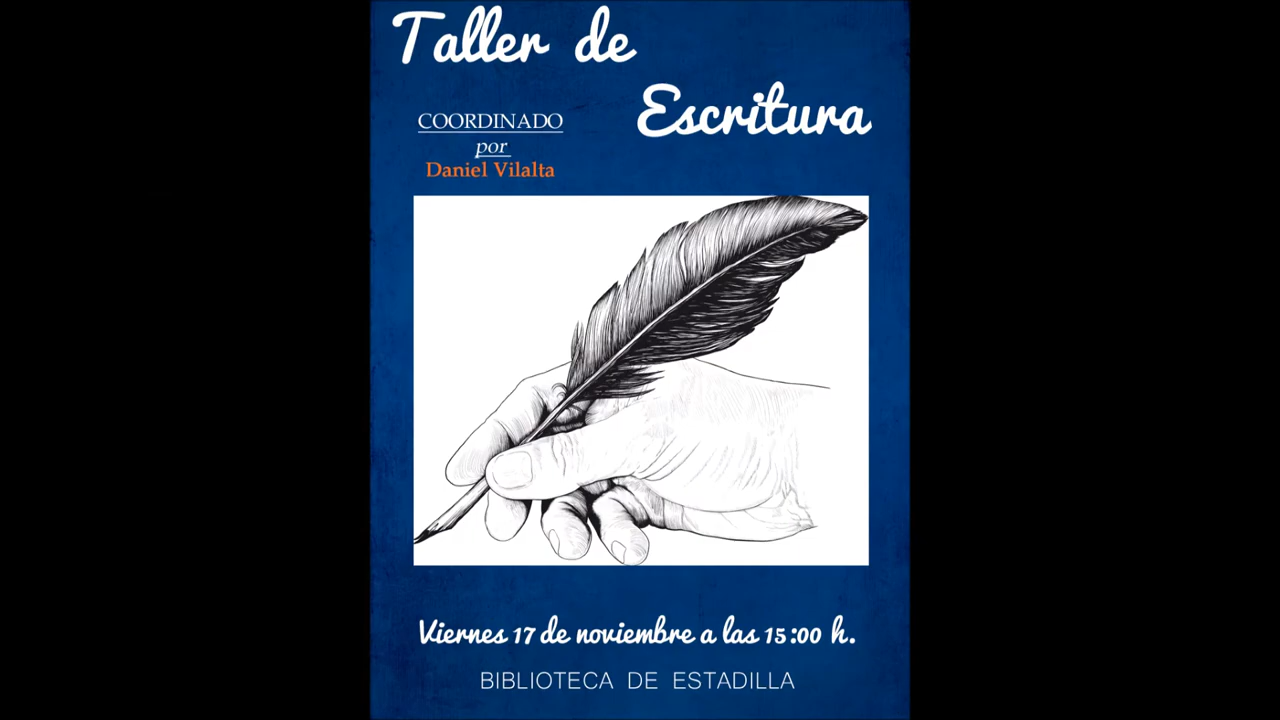 Taller de
Escritura
COORDINADO
por
Daniel Vilalta
Viernes 17 de noviembre a las 15:00 h.
BIBLIOTECA DE ESTADILLA